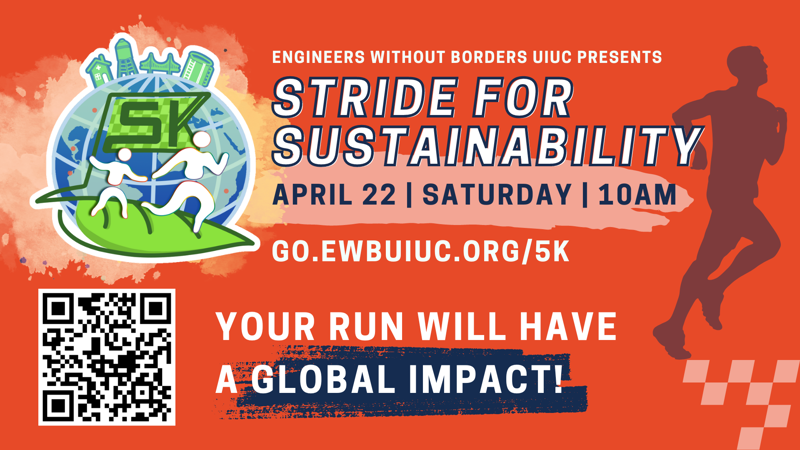 5K
ENGINEERS WITHOUT BORDERS UIUC PRESENTS
STRIDE FOR
SUSTAINABILITY
APRIL 22 | SATURDAY | 10AM
GO.EWBUIUC.ORG/5K
YOUR RUN WILL HAVE
A GLOBAL IMPACT!